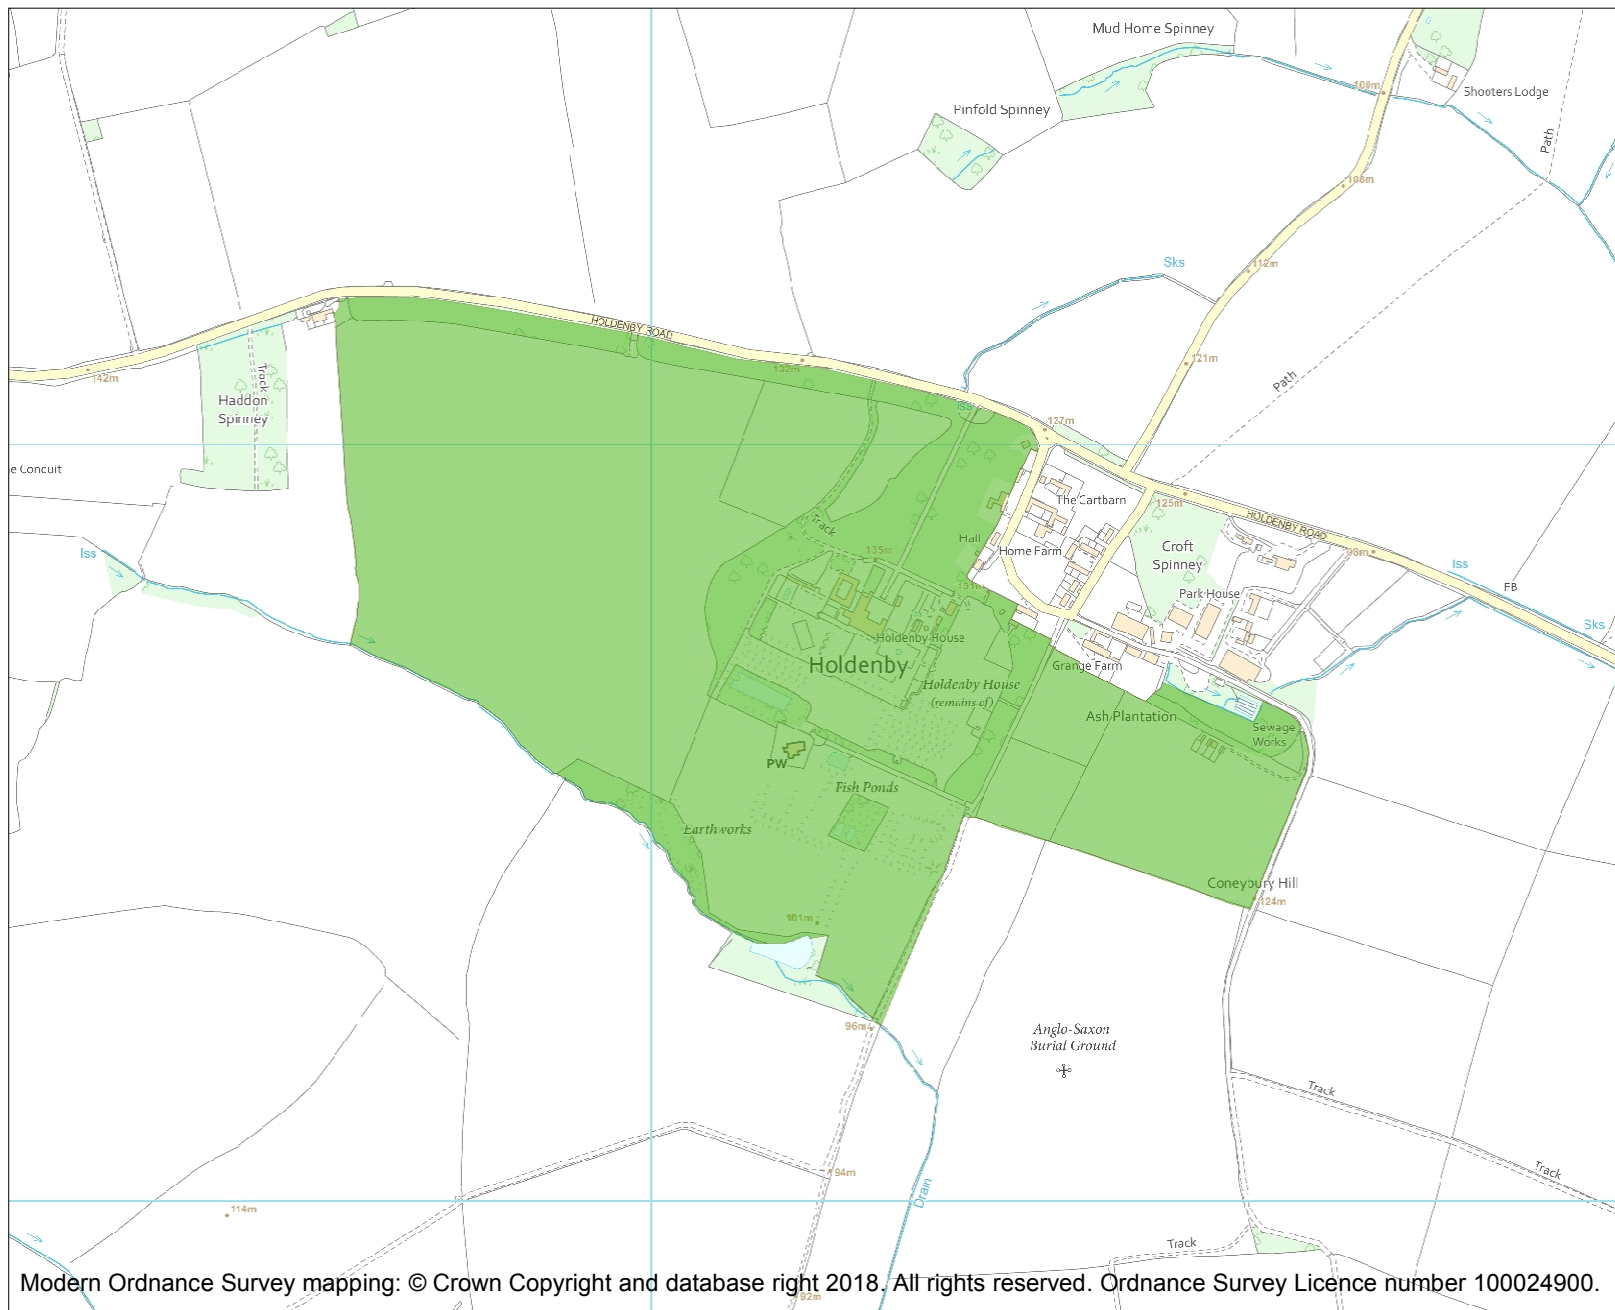 Mud Horne Spinney
Shooters Lodge
109m
Pinfold Spinney
Path
108m
Sks
112m
HOLDENBY ROAD
121m
132m
142m
Track
Path
Haddon
Spinney
Iss
127m
The Cartbarn
125m
HOLDENBY ROAD
Track
Hall
Home Farm
Croft
Spinney
98m
135m
Iss
Iss
FB
Park House
Sks
Holdenby House
Holdenby
Grange Farm
Holdenby House
(remains of)
Ash Plantation
Sewage
Works
PW
Fish Ponds
Earthworks
Coneybury Hill
124m
101m
96m
Anglo-Saxon
Burial Ground
Track
Track
94m
Drain
114m
Track
92m
Modern Ordnance Survey mapping: © Crown Copyright and database right 2018. All rights reserved. Ordnance Survey Licence number 100024900.